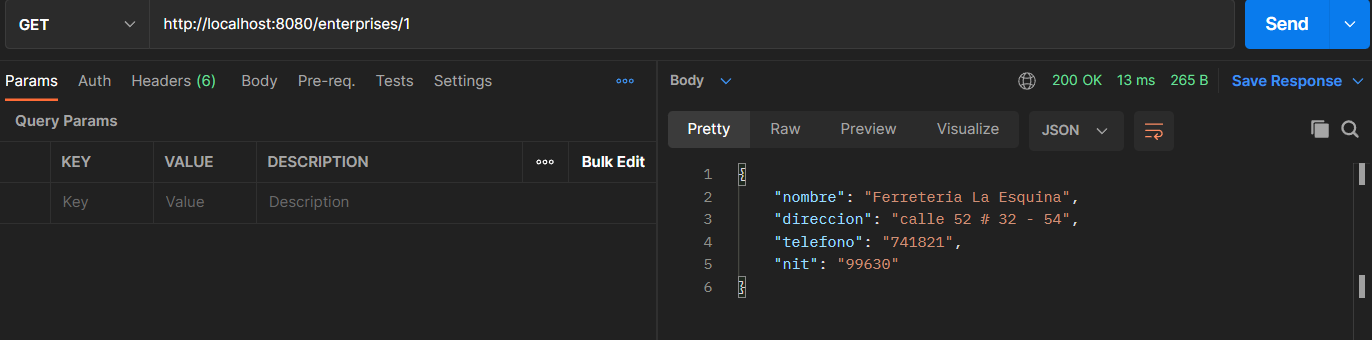 GET http://localhost:8080/enterprises/1 Send
Params Auth Headers (6) Body Pre-req. Tests Settings
Query Params
KEY VALUE DESCRIPTION Bulk Edit
Key Value Description
Body 200 OK 13 ms 265 B Save Response
Pretty Raw Preview Visualize JSON
1 {
2 "nombre": "Ferreteria La Esquina",
3 "direccion": "calle 52 # 32 - 54",
4 "telefono": "741821",
5 "nit": "99630"
6 }